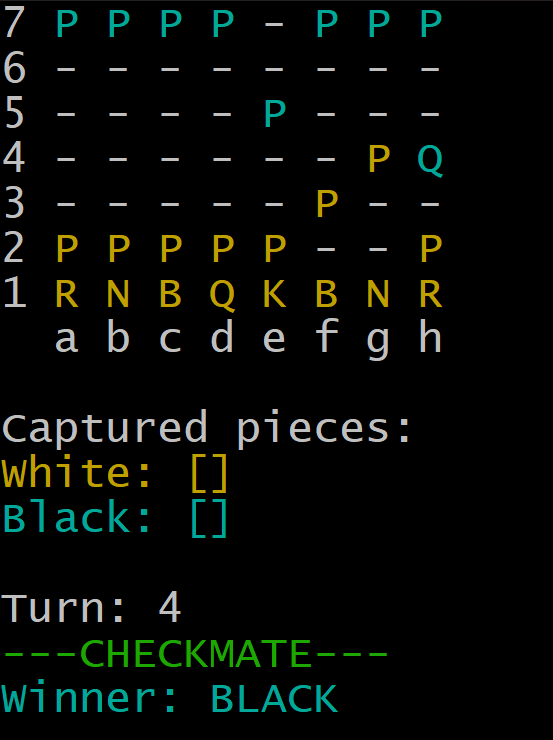 7 P P P P - P P P
6 - - - - - - - -
5 - - - - P - - -
4 - - - - - - P Q
3 - - - - - P - -
2 P P P P P - - P
1 R N B Q K B N R
a b c d e f g h
Captured pieces:
White: []
Black: []
Turn: 4
---CHECKMATE---
Winner: BLACK